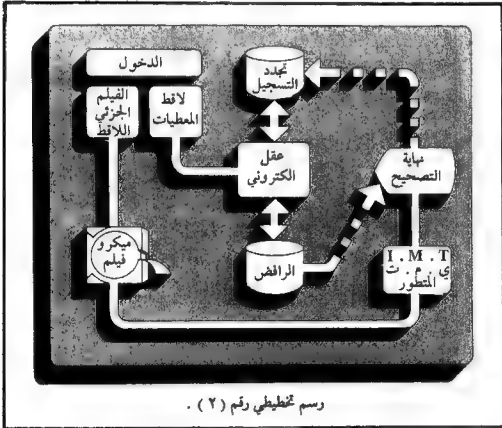 الدخول
الفيلم
الجزئي
اللاقط
لاقط
المعطيات
تجدد
التسجيل
عقل
الكتروني
نهاية
التصحيح
ميكرو
فيلم
الرافض
I . M . T
ي . م . ت
المتطور
رسم تخطيطي رقم ( ٢ ) .